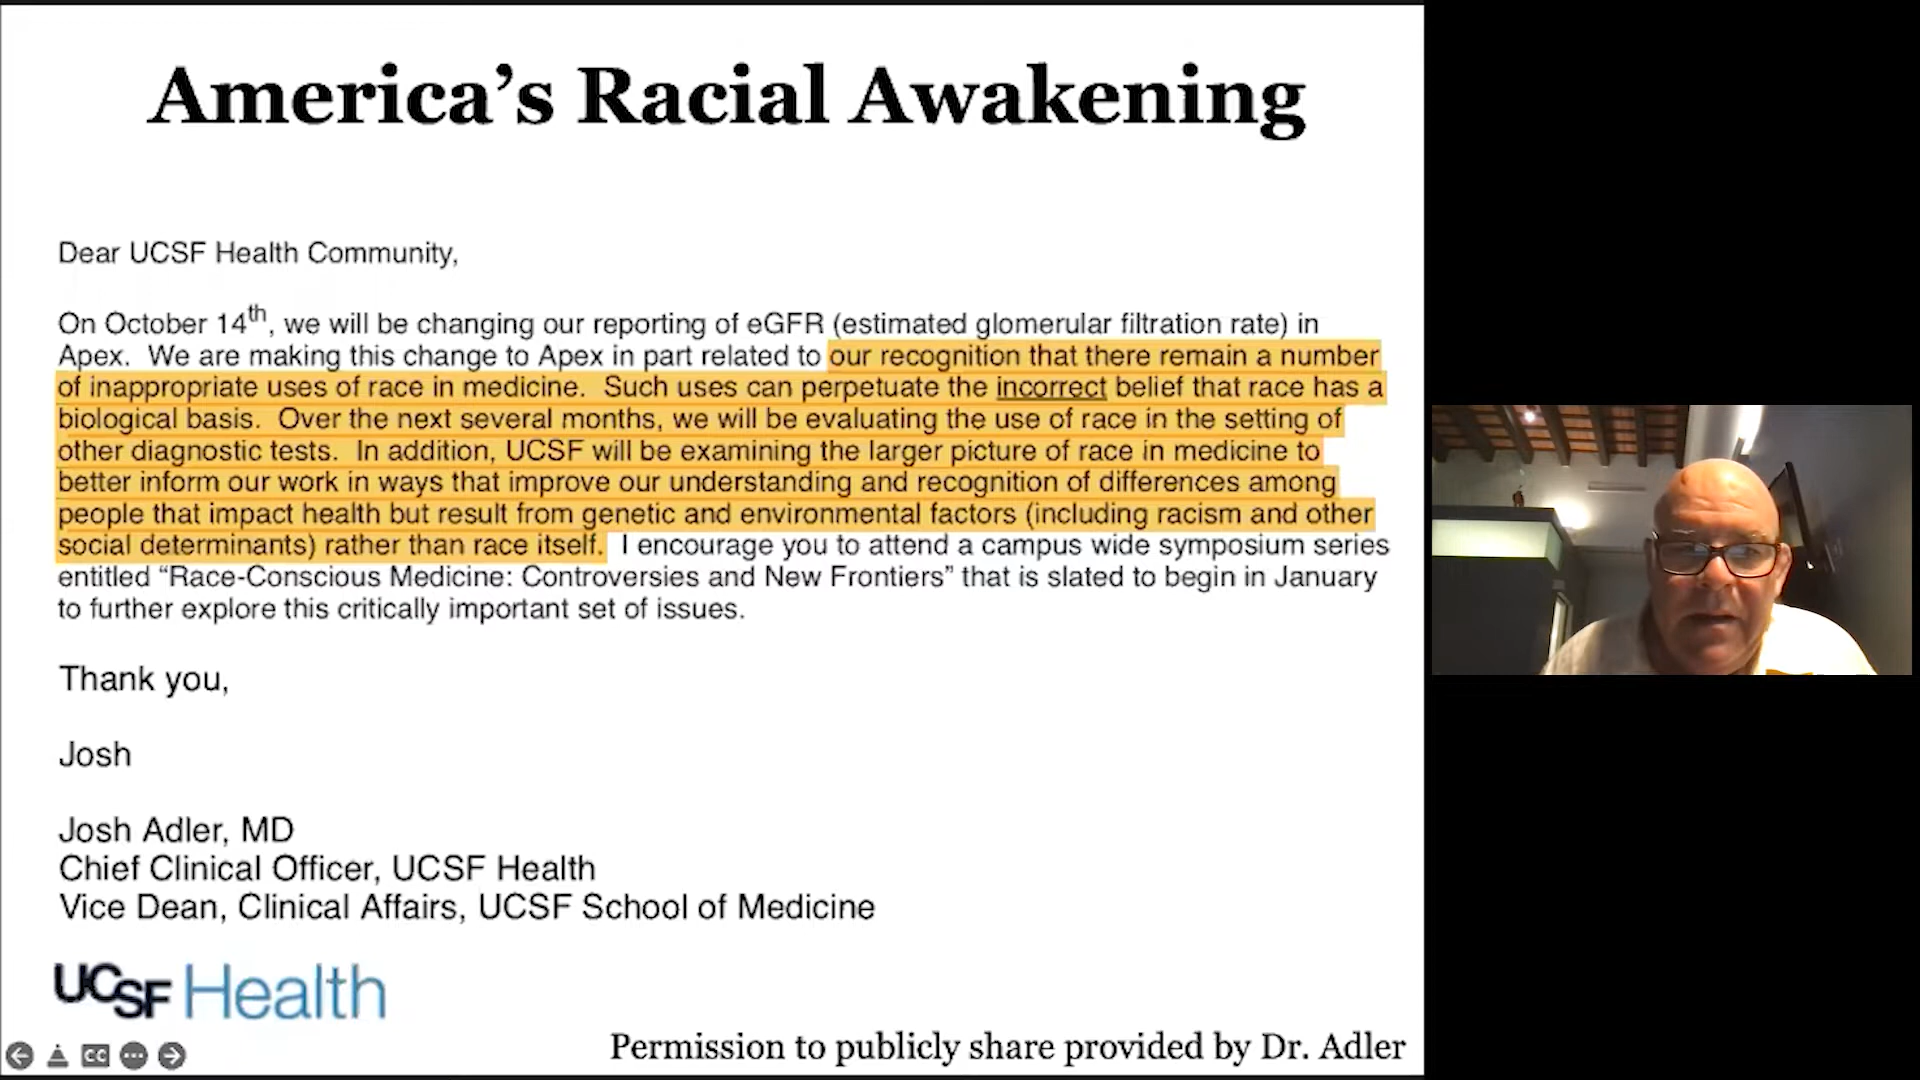 America's Racial Awakening
Dear UCSF Health Community,
On October 14th, we will be changing our reporting of eGFR (estimated glomerular filtration rate) in
Apex.  We are making this change to Apex in part related to our recognition that there remain a number
of inappropriate uses of race in medicine.  Such uses can perpetuate the incorrect belief that race has a
biological basis.  Over the next several months, we will be evaluating the use of race in the setting of
other diagnostic tests.  In addition, UCSF will be examining the larger picture of race in medicine to
better inform our work in ways that improve our understanding and recognition of differences among
people that impact health but result from genetic and environmental factors (including racism and other
social determinants) rather than race itself.  I encourage you to attend a campus wide symposium series
entitled “Race-Conscious Medicine: Controversies and New Frontiers” that is slated to begin in January
to further explore this critically important set of issues.
Thank you,
Josh
Josh Adler, MD
Chief Clinical Officer, UCSF Health
Vice Dean, Clinical Affairs, UCSF School of Medicine
UCSF Health
CC
Permission to publicly share provided by Dr. Adler